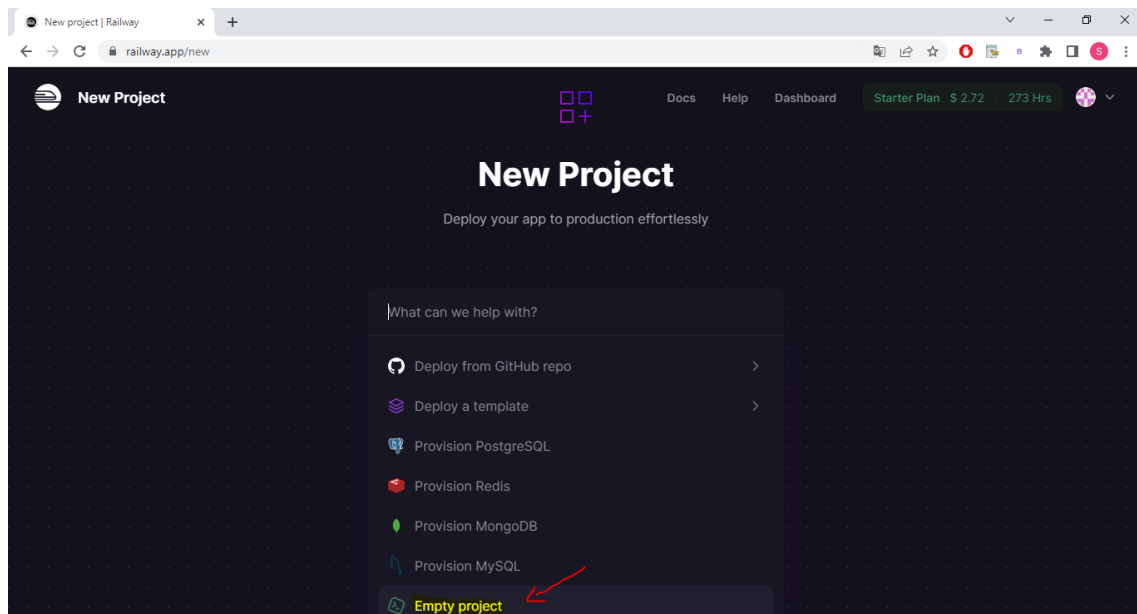 New project | Railway
railway.app/new
S
New Project
Docs Help Dashboard Starter Plan $ 2.72 273 Hrs
New Project
Deploy your app to production effortlessly
What can we help with?
Deploy from GitHub repo
Deploy a template
Provision PostgreSQL
Provision Redis
Provision MongoDB
Provision MySQL
Empty project